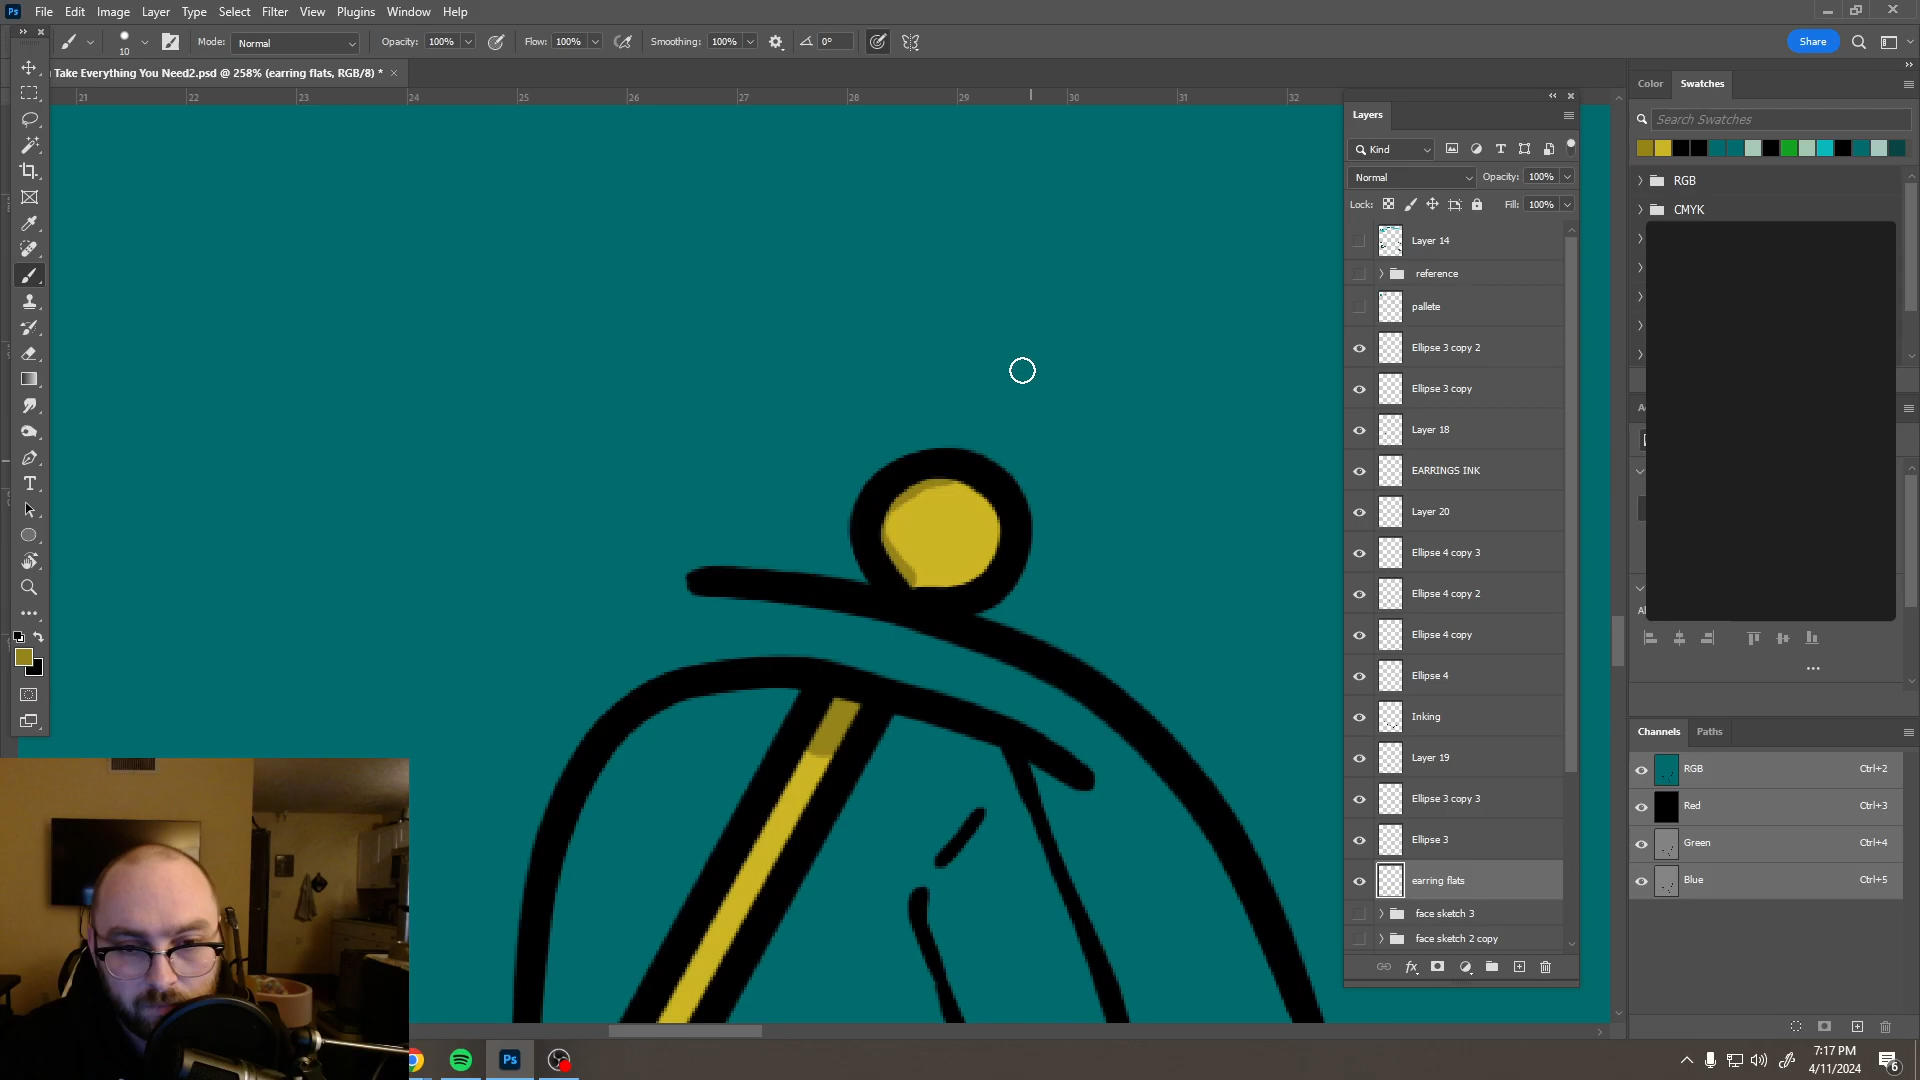 Ps File Edit Image Layer Type Select Filter View Plugins Window Help
10 Mode: Normal Opacity: 100% Flow: 100% Smoothing: 100% 0° Share
Take Everything You Need2.psd @ 258% (earring flats, RGB/8) * ×
21 22 23 24 25 26 27 28 29 30 31 32
Layers
Kind
Normal Opacity: 100%
Lock: Fill: 100%
Layer 14
reference
pallete
Ellipse 3 copy 2
Ellipse 3 copy
Layer 18
EARRINGS INK
Layer 20
Ellipse 4 copy 3
Ellipse 4 copy 2
Ellipse 4 copy
Ellipse 4
Inking
Layer 19
Ellipse 3 copy 3
Ellipse 3
earring flats
face sketch 3
face sketch 2 copy
fx
Color Swatches
Search Swatches
RGB
CMYK
Channels Paths
RGB Ctrl+2
Red Ctrl+3
Green Ctrl+4
Blue Ctrl+5
Ps
7:17 PM
4/11/2024
6